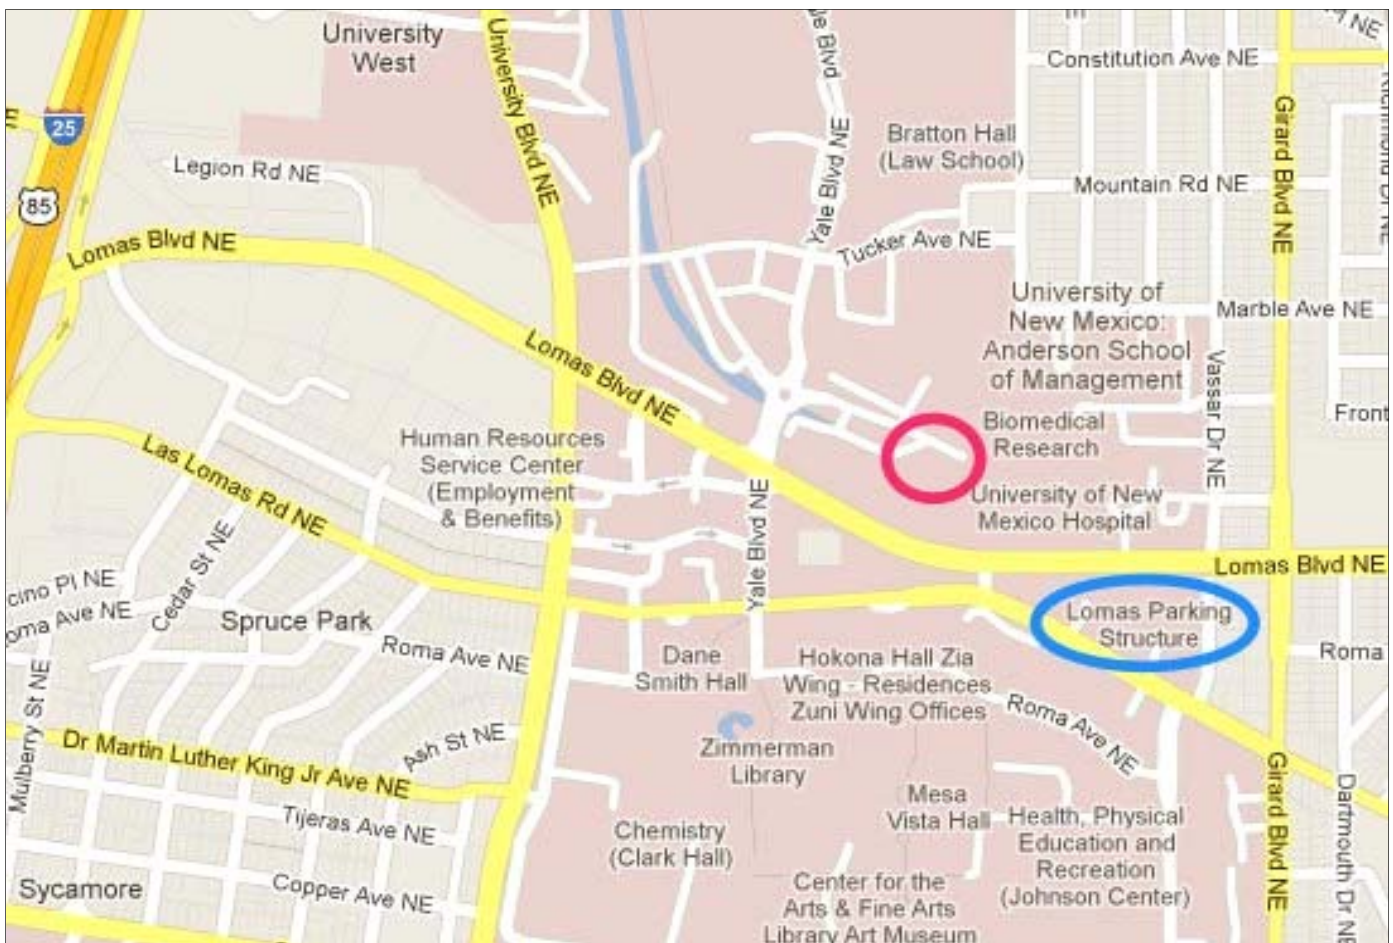 University
West
University Blvd NE
Yale Blvd NE
Constitution Ave NE
NE
25
Girard Blvd NE
Bratton Hall
(Law School)
Legion Rd NE
Mountain Rd NE
85
Lomas Blvd NE
Tucker Ave NE
University of
New Mexico:
Anderson School
of Management
Marble Ave NE
Lomas Blvd NE
Vassar Dr NE
Front
Biomedical
Research
Human Resources
Service Center
(Employment
& Benefits)
Las Lomas Rd NE
University of New
Mexico Hospital
Yale Blvd NE
Lomas Blvd NE
cino Pl NE
oma Ave NE
Cedar St NE
Spruce Park
Lomas Parking
Structure
Roma Ave NE
Roma
Dane
Smith Hall
Hokona Hall Zia
Wing - Residences
Zuni Wing Offices
Mulberry St NE
Roma Ave NE
Dr Martin Luther King Jr Ave NE
Ash St NE
Zimmerman
Library
Girard Blvd NE
Dartmouth Dr N
Tijeras Ave NE
Chemistry
(Clark Hall)
Mesa
Vista Hall
Health, Physical
Education and
Recreation
(Johnson Center)
Sycamore
Copper Ave NE
Center for the
Arts & Fine Arts
Library Art Museum